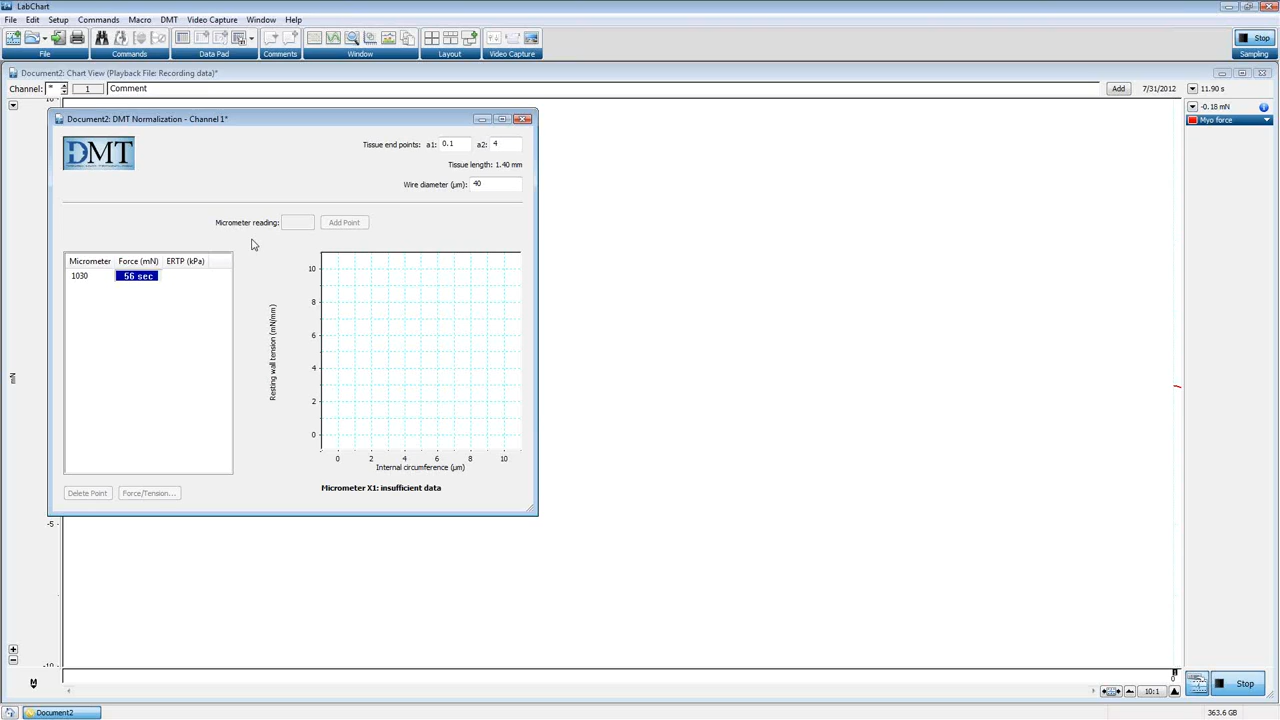 LabChart
File Edit Setup Commands Macro DMT Video Capture Window Help
File Commands Data Pad Comments Window Layout Video Capture
Stop
Sampling
Document2: Chart View (Playback File: Recording data)*
Channel: * 1 Comment Add 7/31/2012 11.90 s
10
-0.18 mN
Myo force
Document2: DMT Normalization - Channel 1*
DMT
Tissue end points: a1: 0.1 a2: 4
Tissue length: 1.40 mm
Wire diameter (µm): 40
Micrometer reading: Add Point
Micrometer Force (mN) ERTP (kPa)
1030 56 sec
Resting wall tension (mN/mm)
10
8
6
4
2
0
0 2 4 6 8 10
Internal circumference (µm)
Micrometer X1: insufficient data
Delete Point Force/Tension...
mN
-5
-10
0
M
10:1
Stop
Document2
363.6 GB